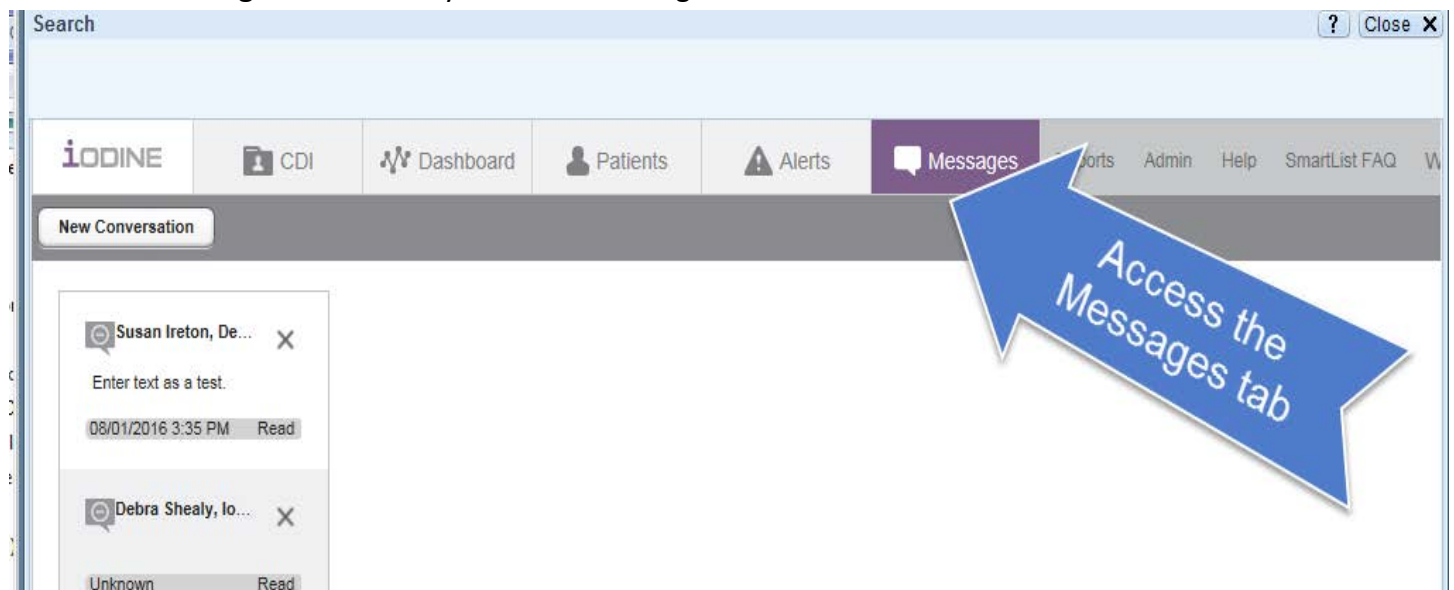 Search ? Close X
iODINE CDI Dashboard Patients Alerts Messages Admin Help SmartList FAQ
New Conversation
Access the
Messages tab
Susan Ireton, De...
Enter text as a test.
08/01/2016 3:35 PM Read
Debra Shealy, Io...
Unknown Read